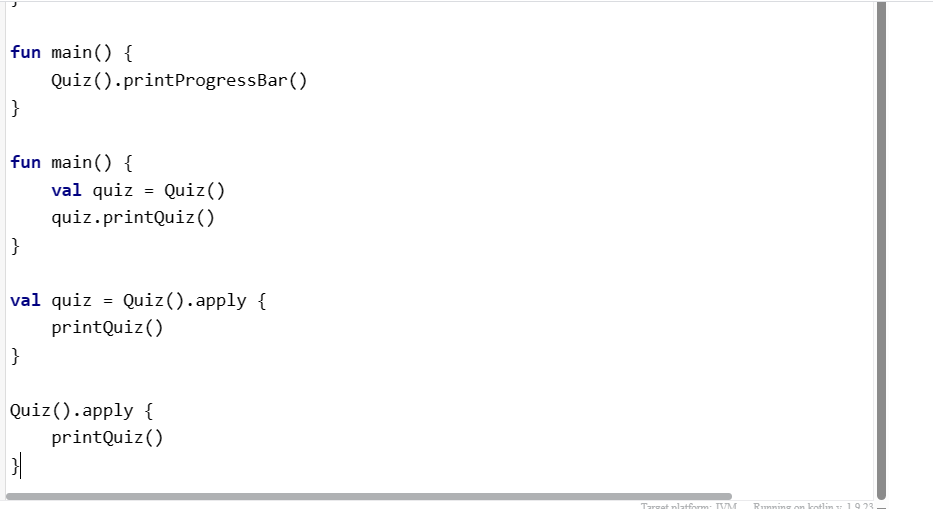 }
fun main() {
    Quiz().printProgressBar()
}
fun main() {
    val quiz = Quiz()
    quiz.printQuiz()
}
val quiz = Quiz().apply {
    printQuiz()
}
Quiz().apply {
    printQuiz()
}
Target platform: JVM Running on kotlin v. 1.9.23